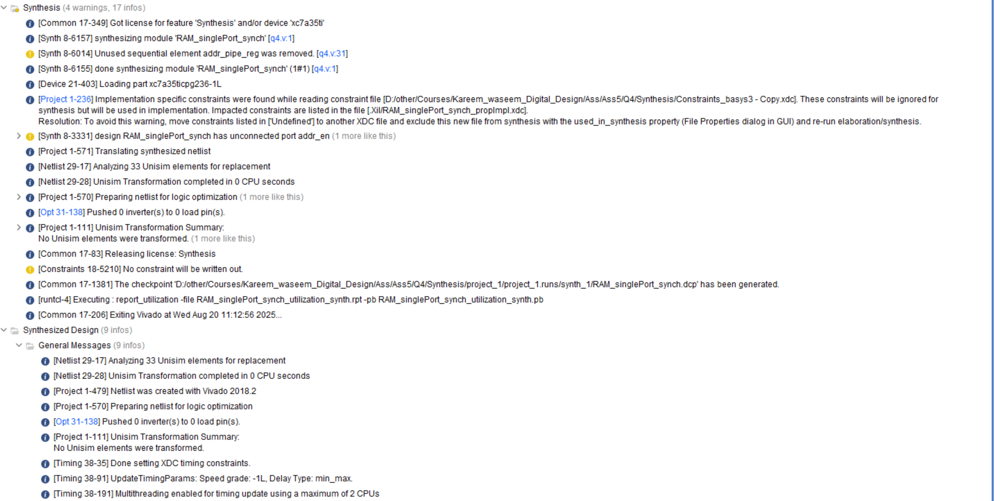 Synthesis (4 warnings, 17 infos)
[Common 17-349] Got license for feature 'Synthesis' and/or device 'xc7a35ti'
[Synth 8-6157] synthesizing module 'RAM_singlePort_synch' [q4.v:1]
[Synth 8-6014] Unused sequential element addr_pipe_reg was removed. [q4.v:31]
[Synth 8-6155] done synthesizing module 'RAM_singlePort_synch' (1#1) [q4.v:1]
[Device 21-403] Loading part xc7a35ticpg236-1L
[Project 1-236] Implementation specific constraints were found while reading constraint file [D:/other/Courses/Kareem_waseem_Digital_Design/Ass/Ass5/Q4/Synthesis/Constraints_basys3 - Copy.xdc]. These constraints will be ignored for
synthesis but will be used in implementation. Impacted constraints are listed in the file [.Xil/RAM_singlePort_synch_propImpl.xdc].
Resolution: To avoid this warning, move constraints listed in ['Undefined'] to another XDC file and exclude this new file from synthesis with the used_in_synthesis property (File Properties dialog in GUI) and re-run elaboration/synthesis.
[Synth 8-3331] design RAM_singlePort_synch has unconnected port addr_en (1 more like this)
[Project 1-571] Translating synthesized netlist
[Netlist 29-17] Analyzing 33 Unisim elements for replacement
[Netlist 29-28] Unisim Transformation completed in 0 CPU seconds
[Project 1-570] Preparing netlist for logic optimization (1 more like this)
[Opt 31-138] Pushed 0 inverter(s) to 0 load pin(s).
[Project 1-111] Unisim Transformation Summary:
No Unisim elements were transformed. (1 more like this)
[Common 17-83] Releasing license: Synthesis
[Constraints 18-5210] No constraint will be written out.
[Common 17-1381] The checkpoint 'D:/other/Courses/Kareem_waseem_Digital_Design/Ass/Ass5/Q4/Synthesis/project_1/project_1.runs/synth_1/RAM_singlePort_synch.dcp' has been generated.
[runtcl-4] Executing : report_utilization -file RAM_singlePort_synch_utilization_synth.rpt -pb RAM_singlePort_synch_utilization_synth.pb
[Common 17-206] Exiting Vivado at Wed Aug 20 11:12:56 2025...
Synthesized Design (9 infos)
General Messages (9 infos)
[Netlist 29-17] Analyzing 33 Unisim elements for replacement
[Netlist 29-28] Unisim Transformation completed in 0 CPU seconds
[Project 1-479] Netlist was created with Vivado 2018.2
[Project 1-570] Preparing netlist for logic optimization
[Opt 31-138] Pushed 0 inverter(s) to 0 load pin(s).
[Project 1-111] Unisim Transformation Summary:
No Unisim elements were transformed.
[Timing 38-35] Done setting XDC timing constraints.
[Timing 38-91] UpdateTimingParams: Speed grade: -1L, Delay Type: min_max.
[Timing 38-191] Multithreading enabled for timing update using a maximum of 2 CPUs